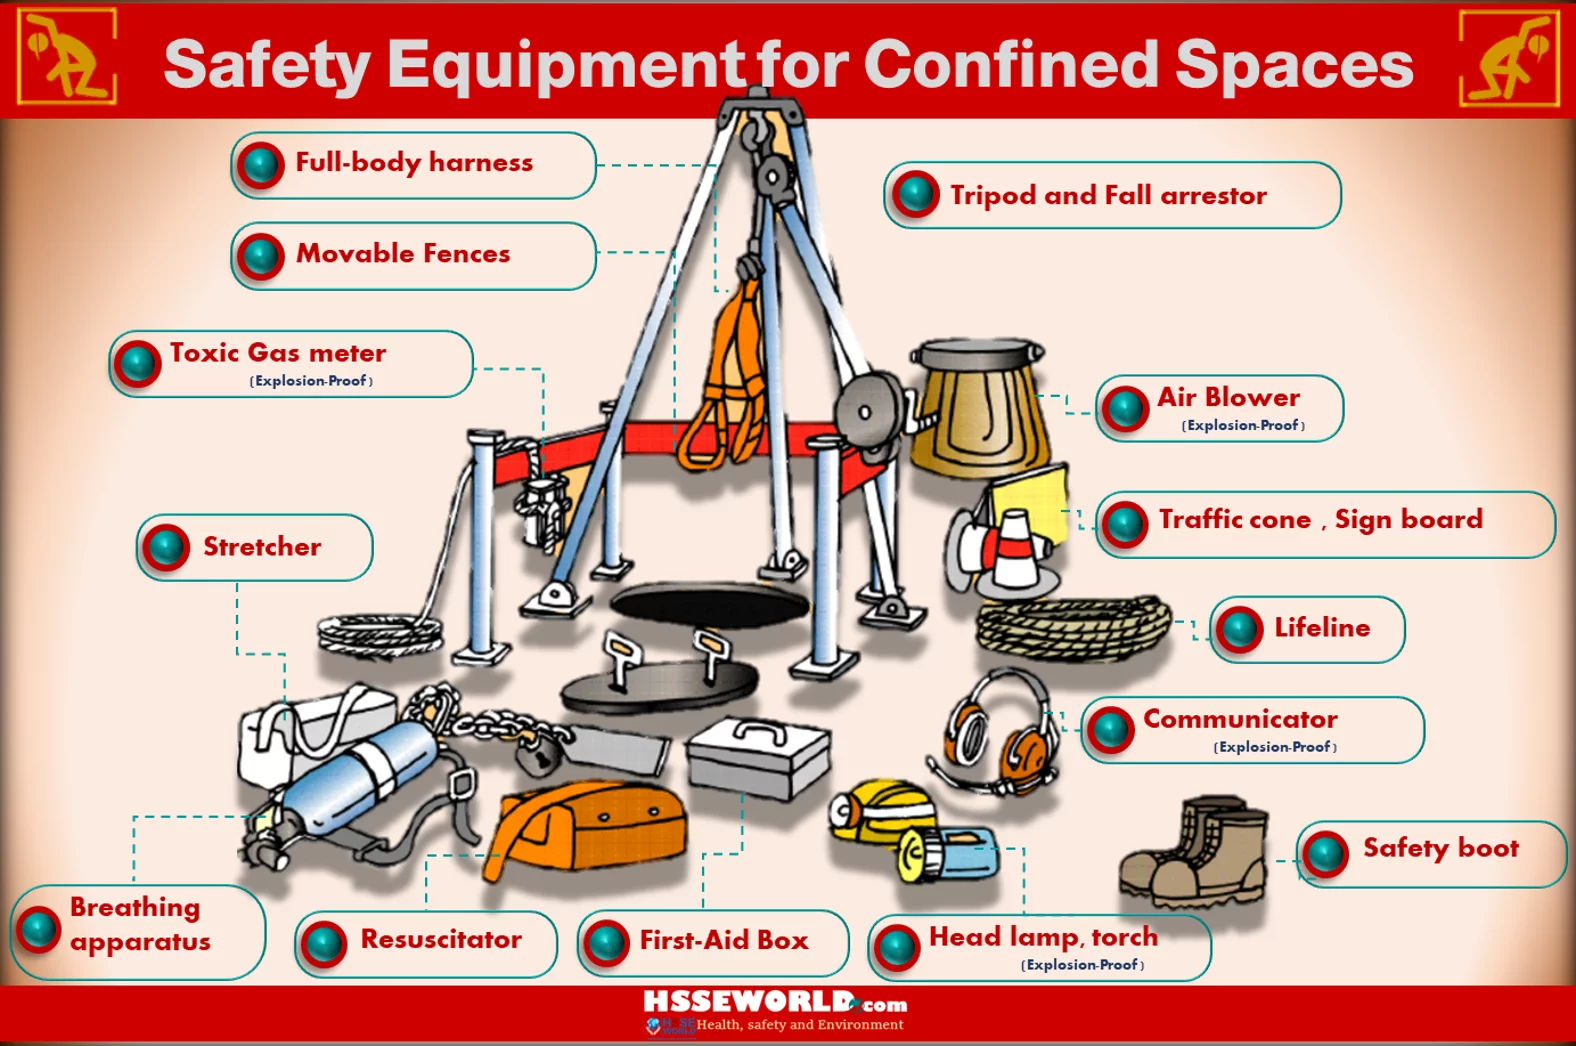 Safety Equipment for Confined Spaces
Full-body harness
Tripod and Fall arrestor
Movable Fences
Toxic Gas meter
(Explosion-Proof)
Air Blower
(Explosion-Proof)
Traffic cone , Sign board
Stretcher
Lifeline
Communicator
(Explosion-Proof)
Safety boot
Breathing
apparatus
Resuscitator
First-Aid Box
Head lamp, torch
(Explosion-Proof)
HSSEWORLD.com
Health, safety and Environment